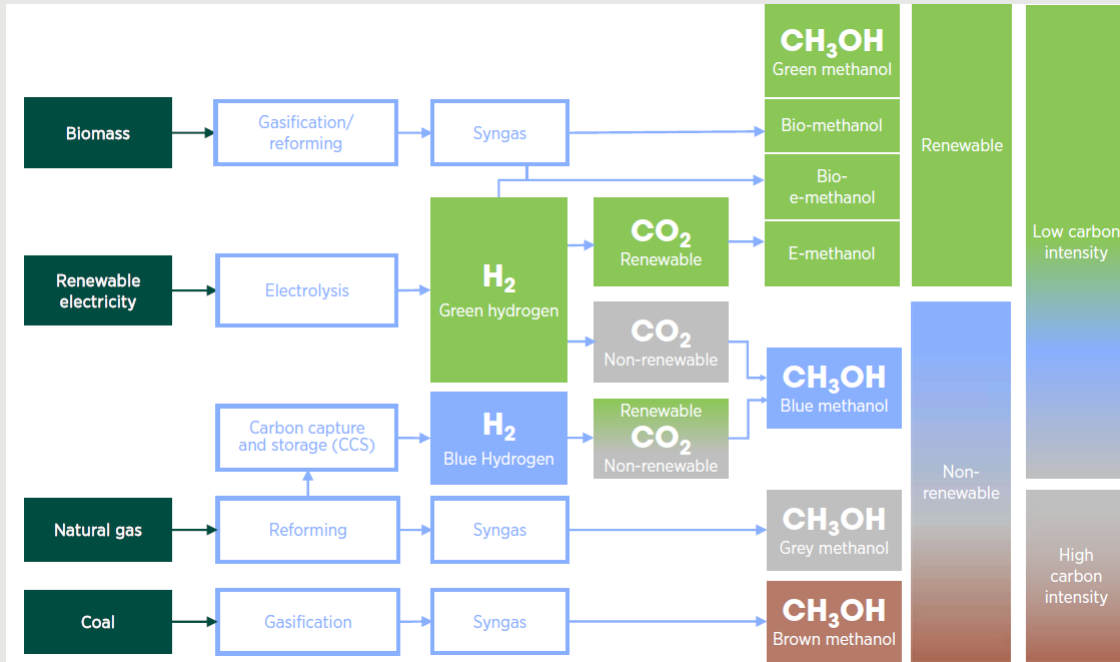 CH₃OH
Green methanol
Biomass
Gasification/
reforming
Syngas
Bio-methanol
Renewable
Bio-
e-methanol
Renewable
electricity
Electrolysis
H₂
Green hydrogen
CO₂
Renewable
E-methanol
Low carbon
intensity
CO₂
Non-renewable
CH₃OH
Blue methanol
Carbon capture
and storage (CCS)
H₂
Blue Hydrogen
Renewable
CO₂
Non-renewable
Non-
renewable
Natural gas
Reforming
Syngas
CH₃OH
Grey methanol
High
carbon
intensity
Coal
Gasification
Syngas
CH₃OH
Brown methanol